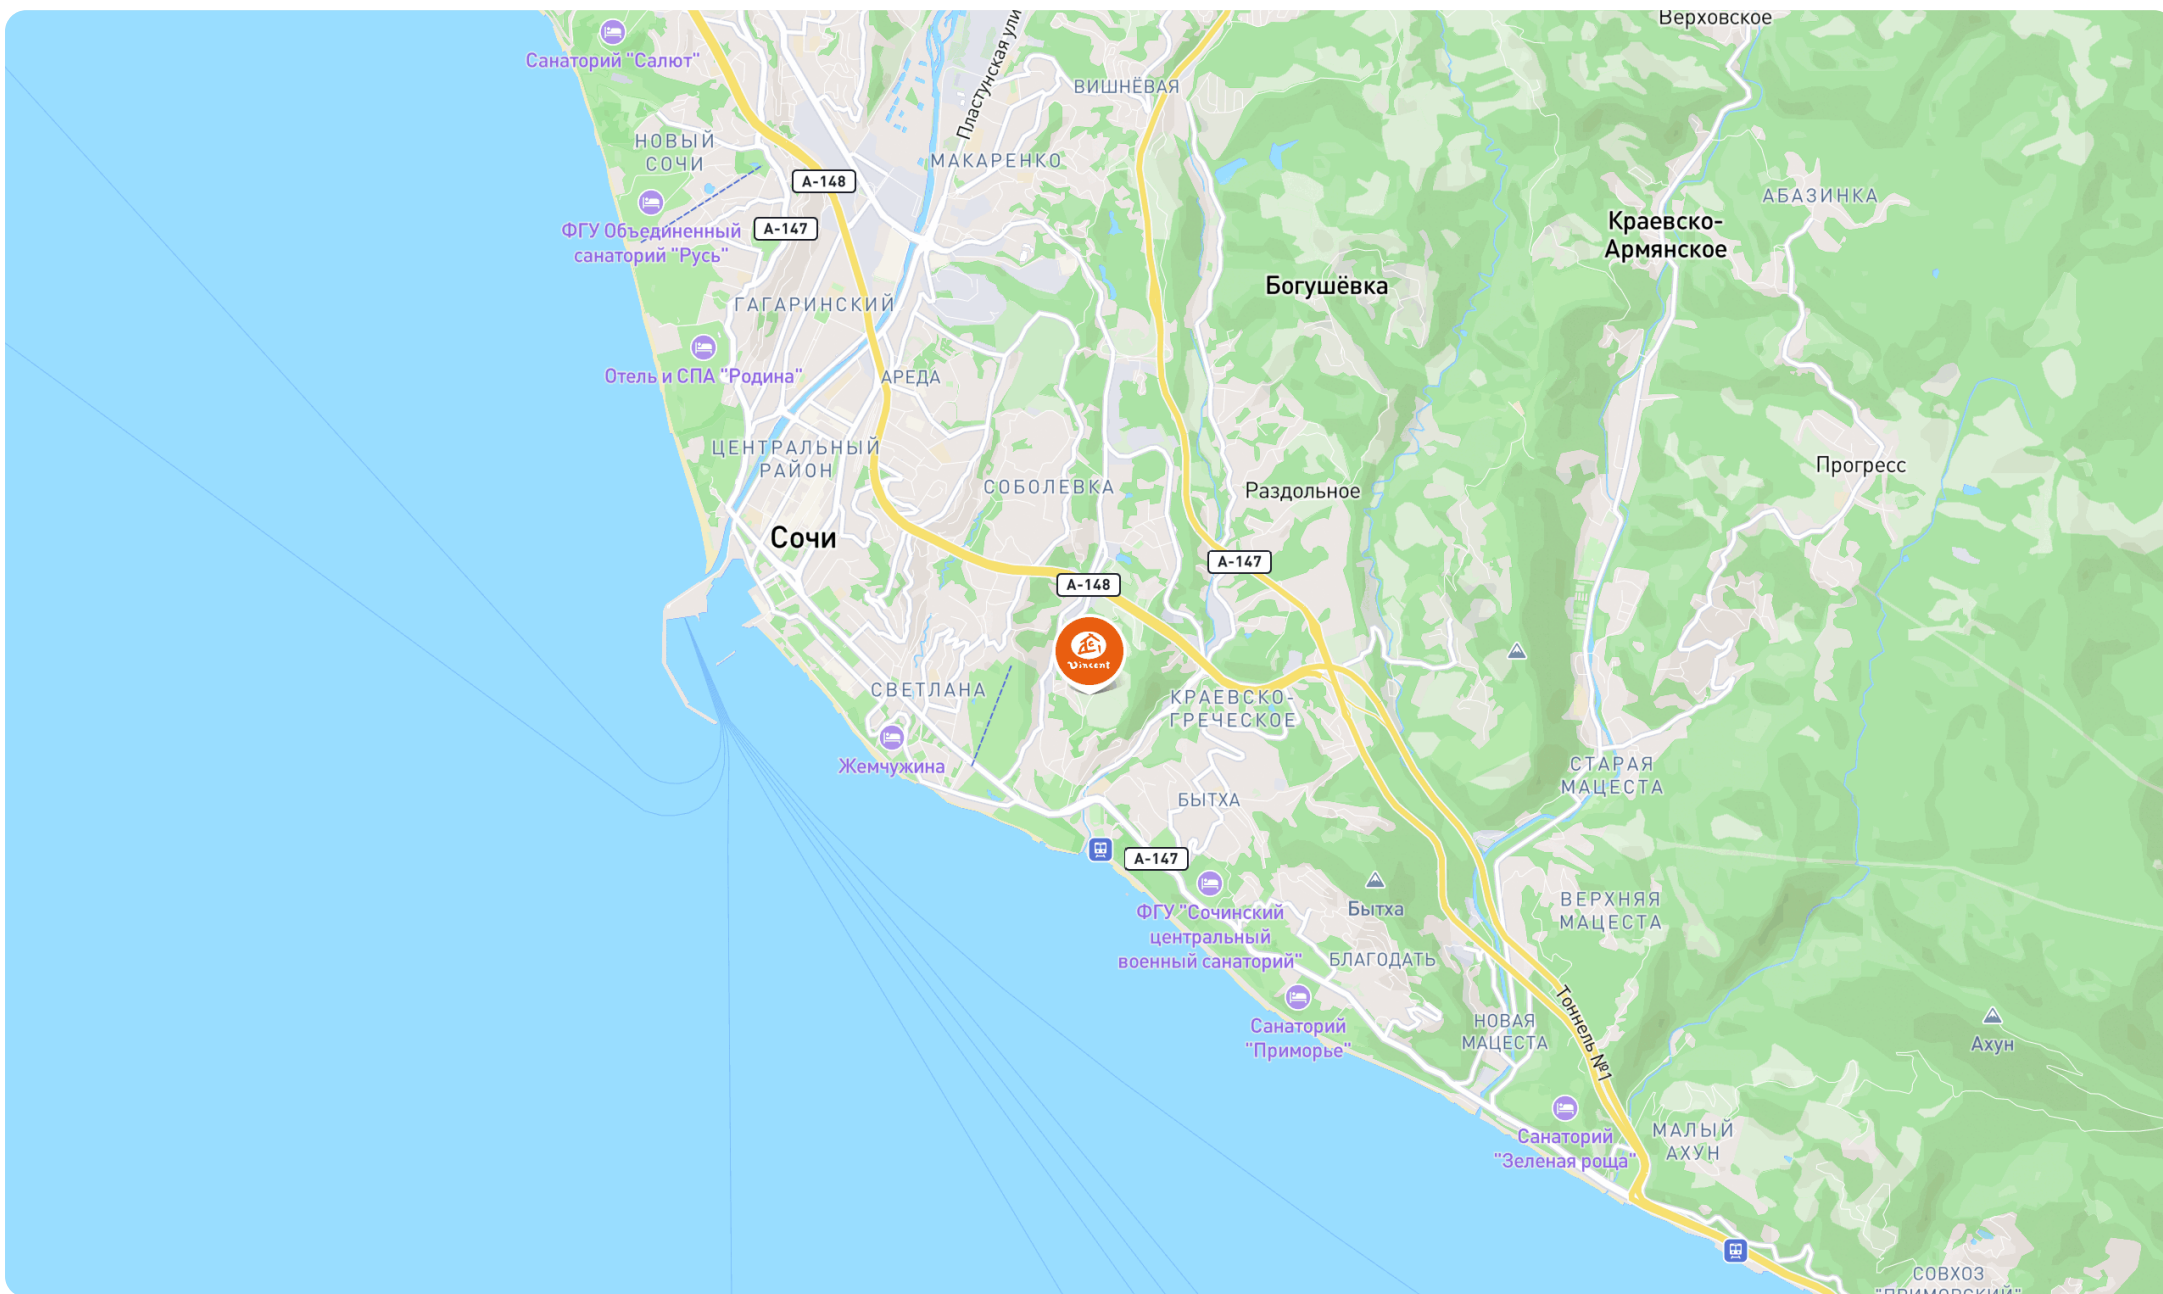 Верховское
Санаторий "Салют"
Пластунская ули
ВИШНЁВАЯ
НОВЫЙ
СОЧИ
МАКАРЕНКО
А-148
АБАЗИНКА
ФГУ Объединенный
санаторий "Русь"
А-147
Краевско-
Армянское
Богушёвка
ГАГАРИНСКИЙ
Отель и СПА "Родина"
АРЕДА
ЦЕНТРАЛЬНЫЙ
РАЙОН
СОБОЛЕВКА
Раздольное
Прогресс
Сочи
А-147
А-148
Vincent
СВЕТЛАНА
КРАЕВСКО-
ГРЕЧЕСКОЕ
Жемчужина
СТАРАЯ
МАЦЕСТА
БЫТХА
А-147
ФГУ "Сочинский
центральный
военный санаторий"
Бытха
ВЕРХНЯЯ
МАЦЕСТА
БЛАГОДАТЬ
Санаторий
"Приморье"
НОВАЯ
МАЦЕСТА
Тоннель №1
Ахун
Санаторий
"Зеленая роща"
МАЛЫЙ
АХУН
СОВХОЗ
"ПРИМОРСКИЙ"